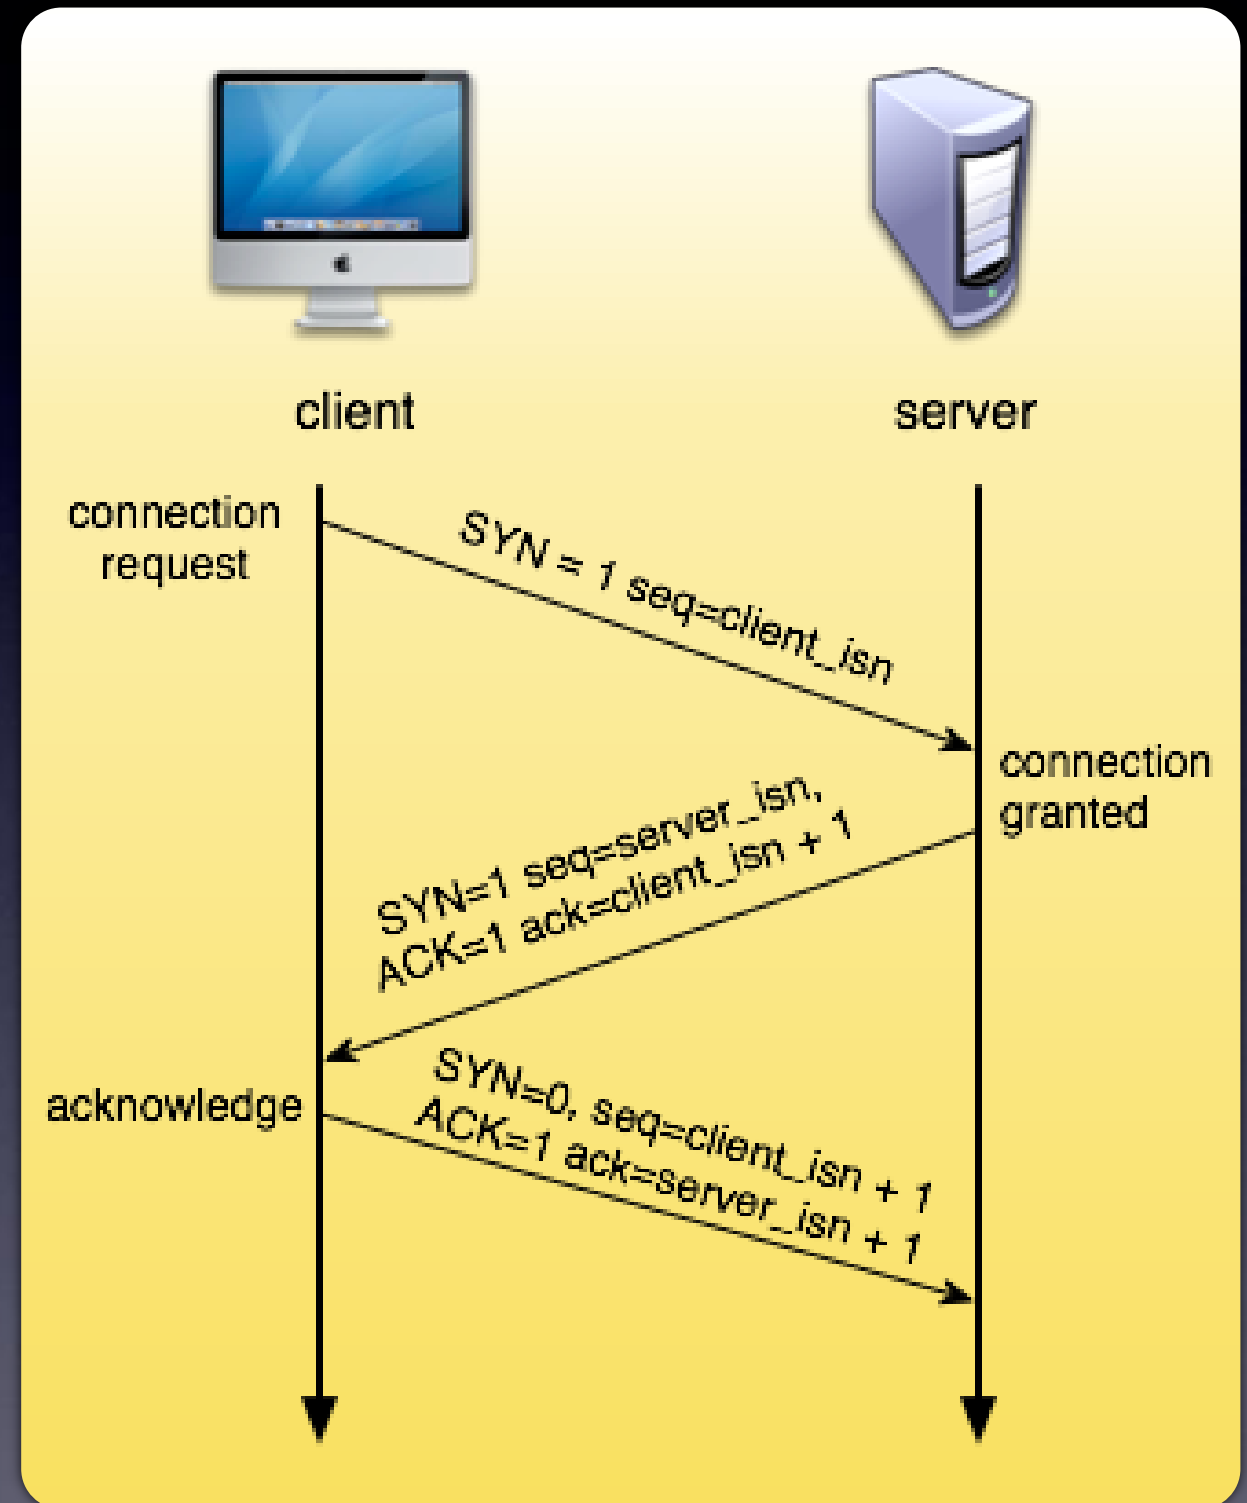 client
server
connection
request
SYN = 1 seq=client_isn
connection
granted
SYN=1 seq=server_isn,
ACK=1 ack=client_isn + 1
acknowledge
SYN=0, seq=client_isn + 1
ACK=1 ack=server_isn + 1